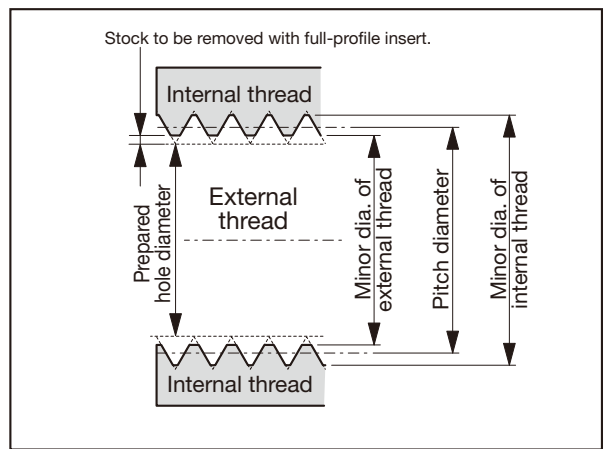 Stock to be removed with full-profile insert.
Internal thread
External
thread
Prepared
hole diameter
Minor dia. of
external thread
Pitch diameter
Minor dia. of
internal thread
Internal thread